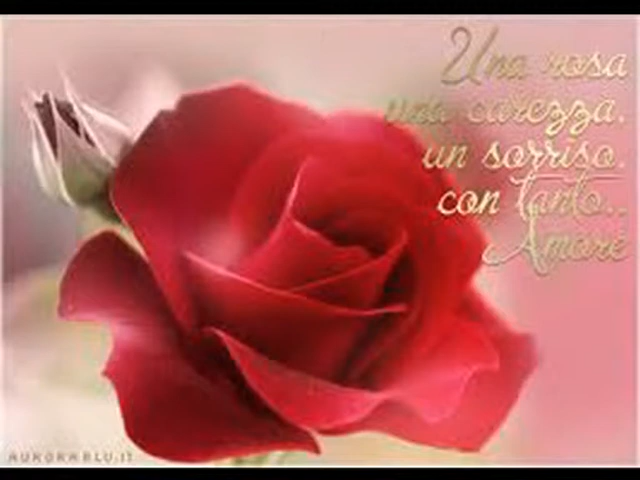 Una rosa
una carezza,
un sorriso,
con tanto..
Amore
AURORABLU.IT